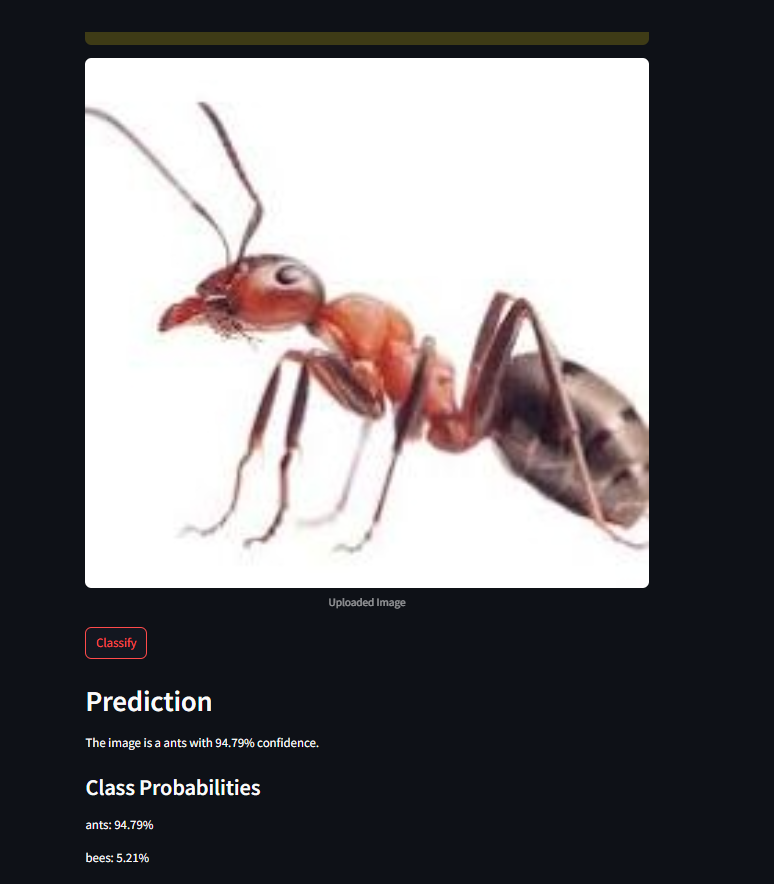 Uploaded Image
Classify
Prediction
The image is a ants with 94.79% confidence.
Class Probabilities
ants: 94.79%
bees: 5.21%